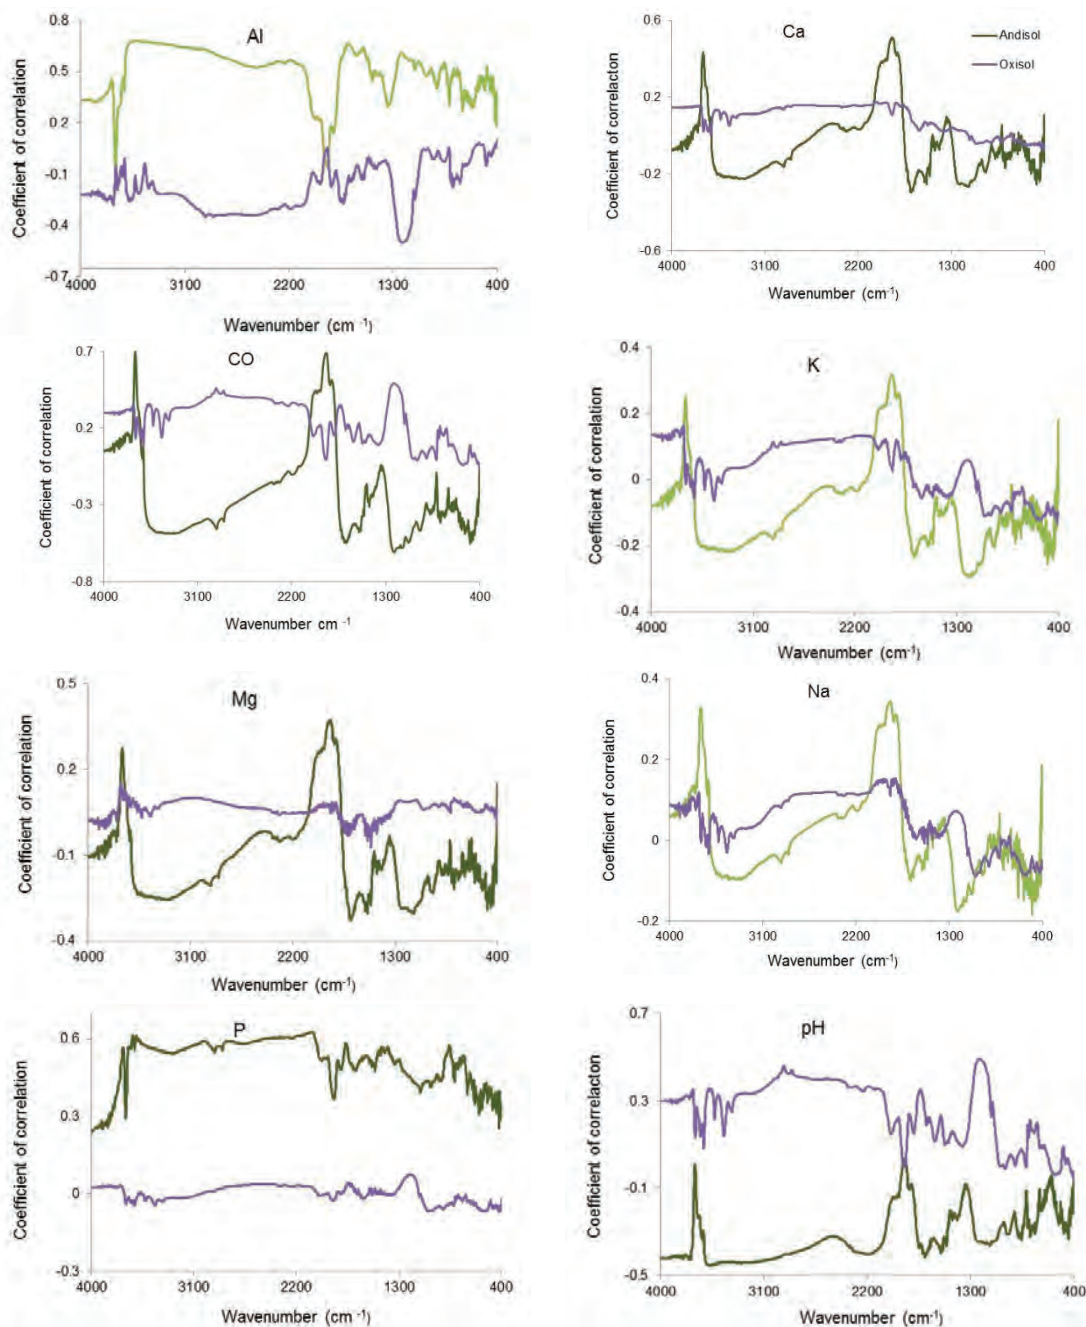 Al
Coefficient of correlation
0.8
0.5
0.2
-0.1
-0.4
-0.7
4000 3100 2200 1300 400
Wavenumber (cm -1)
Ca
Andisol
Oxisol
Coefficient of correlacton
0.6
0.2
-0.2
-0.6
4000 3100 2200 1300 400
Wavenumber (cm-1)
CO
Coefficient of correlation
0.7
0.2
-0.3
-0.8
4000 3100 2200 1300 400
Wavenumber cm -1
K
Coefficient of correlation
0.4
0.2
0
-0.2
-0.4
4000 3100 2200 1300 400
Wavenumber (cm-1)
Mg
Coefficient of correlation
0.5
0.2
-0.1
-0.4
4000 3100 2200 1300 400
Wavenumber (cm-1)
Na
Coefficient of correlation
0.4
0.2
0
-0.2
4000 3100 2200 1300 400
Wavenumber (cm-1)
P
Coefficient of correlation
0.6
0.3
0
-0.3
4000 3100 2200 1300 400
Wavenumber (cm-1)
pH
Coefficient of correlacton
0.7
0.3
-0.1
-0.5
4000 3100 2200 1300 400
Wavenumber (cm-1)